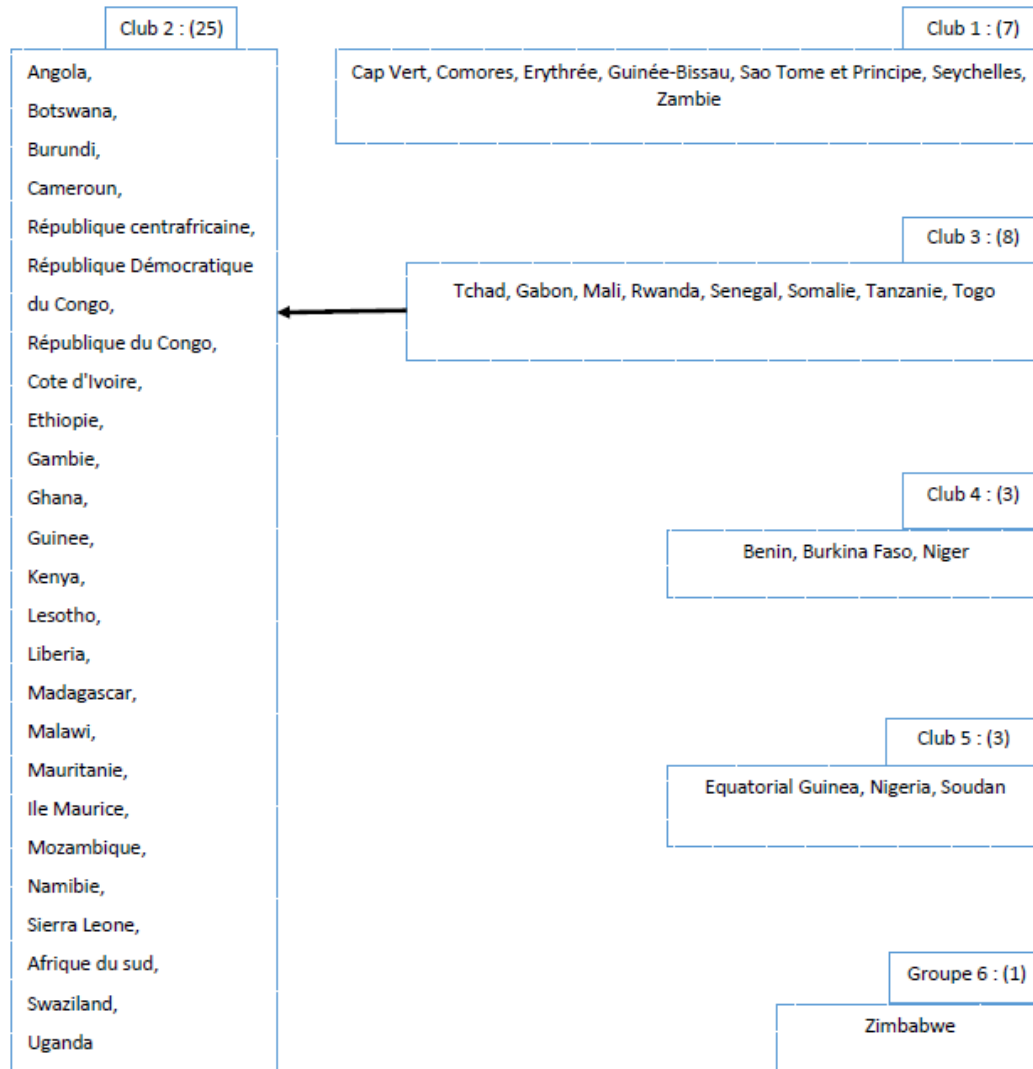 Club 2 : (25)
Angola,
Botswana,
Burundi,
Cameroun,
République centrafricaine,
République Démocratique
du Congo,
République du Congo,
Cote d'Ivoire,
Ethiopie,
Gambie,
Ghana,
Guinee,
Kenya,
Lesotho,
Liberia,
Madagascar,
Malawi,
Mauritanie,
Ile Maurice,
Mozambique,
Namibie,
Sierra Leone,
Afrique du sud,
Swaziland,
Uganda
Club 1 : (7)
Cap Vert, Comores, Erythrée, Guinée-Bissau, Sao Tome et Principe, Seychelles,
Zambie
Club 3 : (8)
Tchad, Gabon, Mali, Rwanda, Senegal, Somalie, Tanzanie, Togo
Club 4 : (3)
Benin, Burkina Faso, Niger
Club 5 : (3)
Equatorial Guinea, Nigeria, Soudan
Groupe 6 : (1)
Zimbabwe